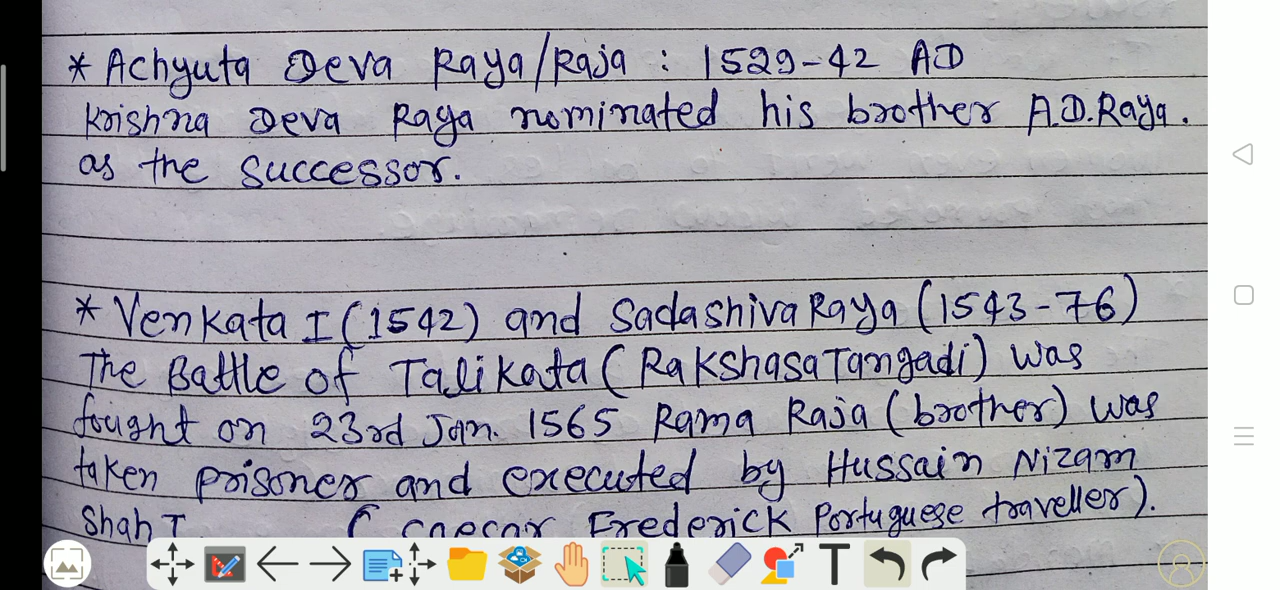 * Achyuta Deva Raya/Raja : 1529-42 AD
Krishna Deva Raya nominated his brother A.D.Raya.
as the successor.
* Venkata I (1542) and Sadashiva Raya (1543-76)
The Battle of Talikata (Rakshasa Tangadi) was
fought on 23rd Jan. 1565 Rama Raja (brother) was
taken prisoner and executed by Hussain Nizam
Shah I ( Caecar Frederick Portuguese traveller).
T